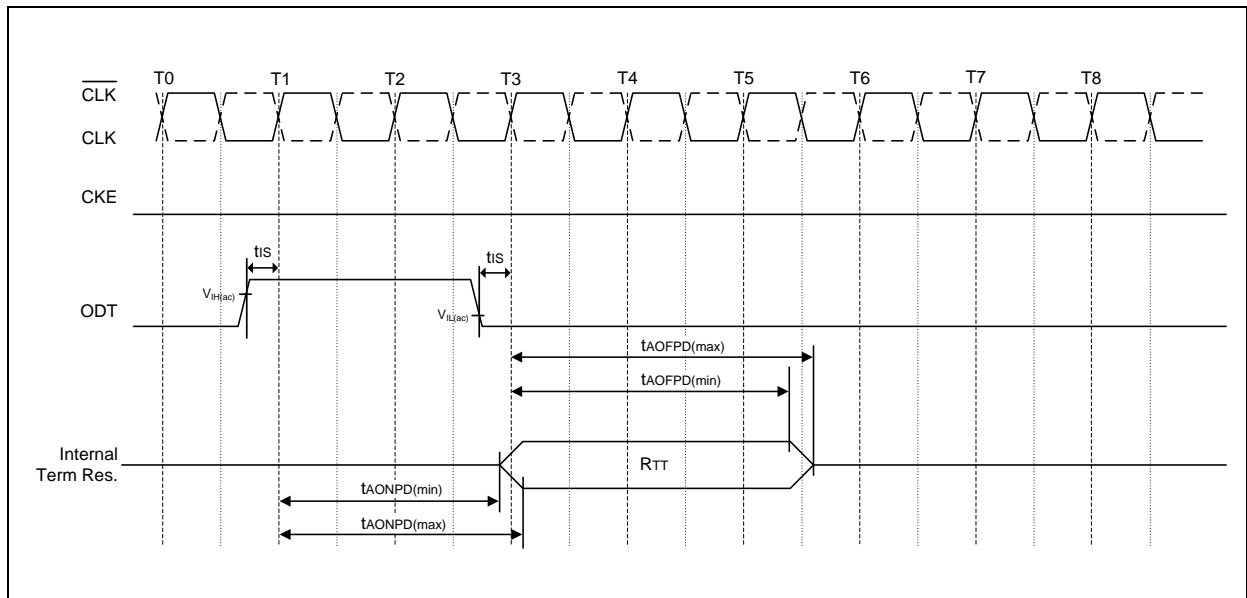 T0 T1 T2 T3 T4 T5 T6 T7 T8
CLK
CLK
CKE
tIS tIS
VIH(ac)
ODT
VIL(ac)
tAOFPD(max)
tAOFPD(min)
Internal
Term Res.
RTT
tAONPD(min)
tAONPD(max)